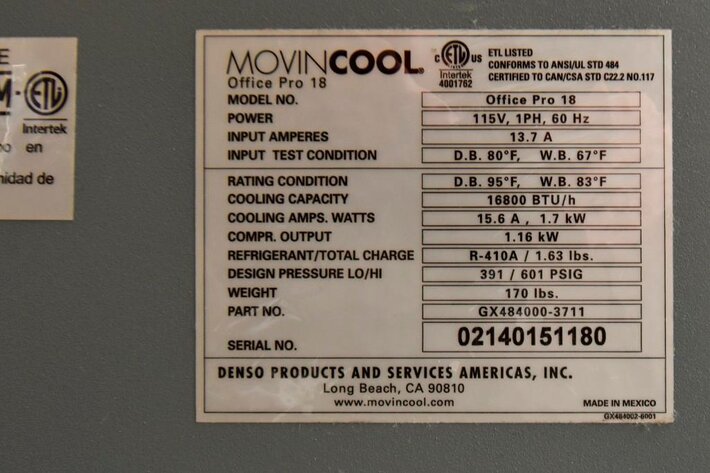 E
M
ETL
Intertek
o en
nidad de
MOVINCOOL®
Office Pro 18
C ETL US
Intertek
4001762
ETL LISTED
CONFORMS TO ANSI/UL STD 484
CERTIFIED TO CAN/CSA STD C22.2 NO.117
MODEL NO. Office Pro 18
POWER 115V, 1PH, 60 Hz
INPUT AMPERES 13.7 A
INPUT TEST CONDITION D.B. 80°F, W.B. 67°F
RATING CONDITION D.B. 95°F, W.B. 83°F
COOLING CAPACITY 16800 BTU/h
COOLING AMPS. WATTS 15.6 A , 1.7 kW
COMPR. OUTPUT 1.16 kW
REFRIGERANT/TOTAL CHARGE R-410A / 1.63 lbs.
DESIGN PRESSURE LO/HI 391 / 601 PSIG
WEIGHT 170 lbs.
PART NO. GX484000-3711
SERIAL NO. 02140151180
DENSO PRODUCTS AND SERVICES AMERICAS, INC.
Long Beach, CA 90810
www.movincool.com
MADE IN MEXICO
GX484002-6001